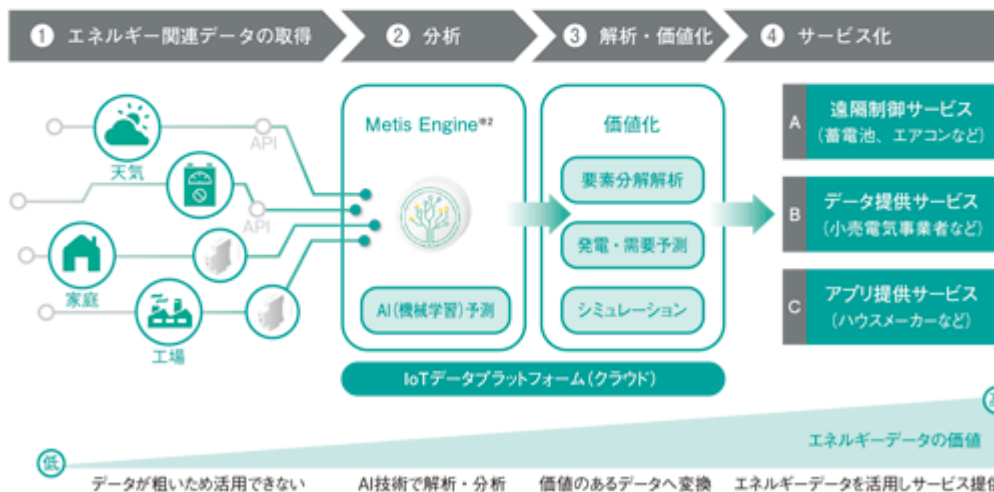 1 エネルギー関連データの取得
2 分析
3 解析・価値化
4 サービス化
天気
API
API
家庭
工場
Metis Engine※2
AI(機械学習)予測
価値化
要素分解解析
発電・需要予測
シミュレーション
IoTデータプラットフォーム(クラウド)
A
遠隔制御サービス
(蓄電池、エアコンなど)
B
データ提供サービス
(小売電気事業者など)
C
アプリ提供サービス
(ハウスメーカーなど)
エネルギーデータの価値
低
データが粗いため活用できない
AI技術で解析・分析
価値のあるデータへ変換
エネルギーデータを活用しサービス提